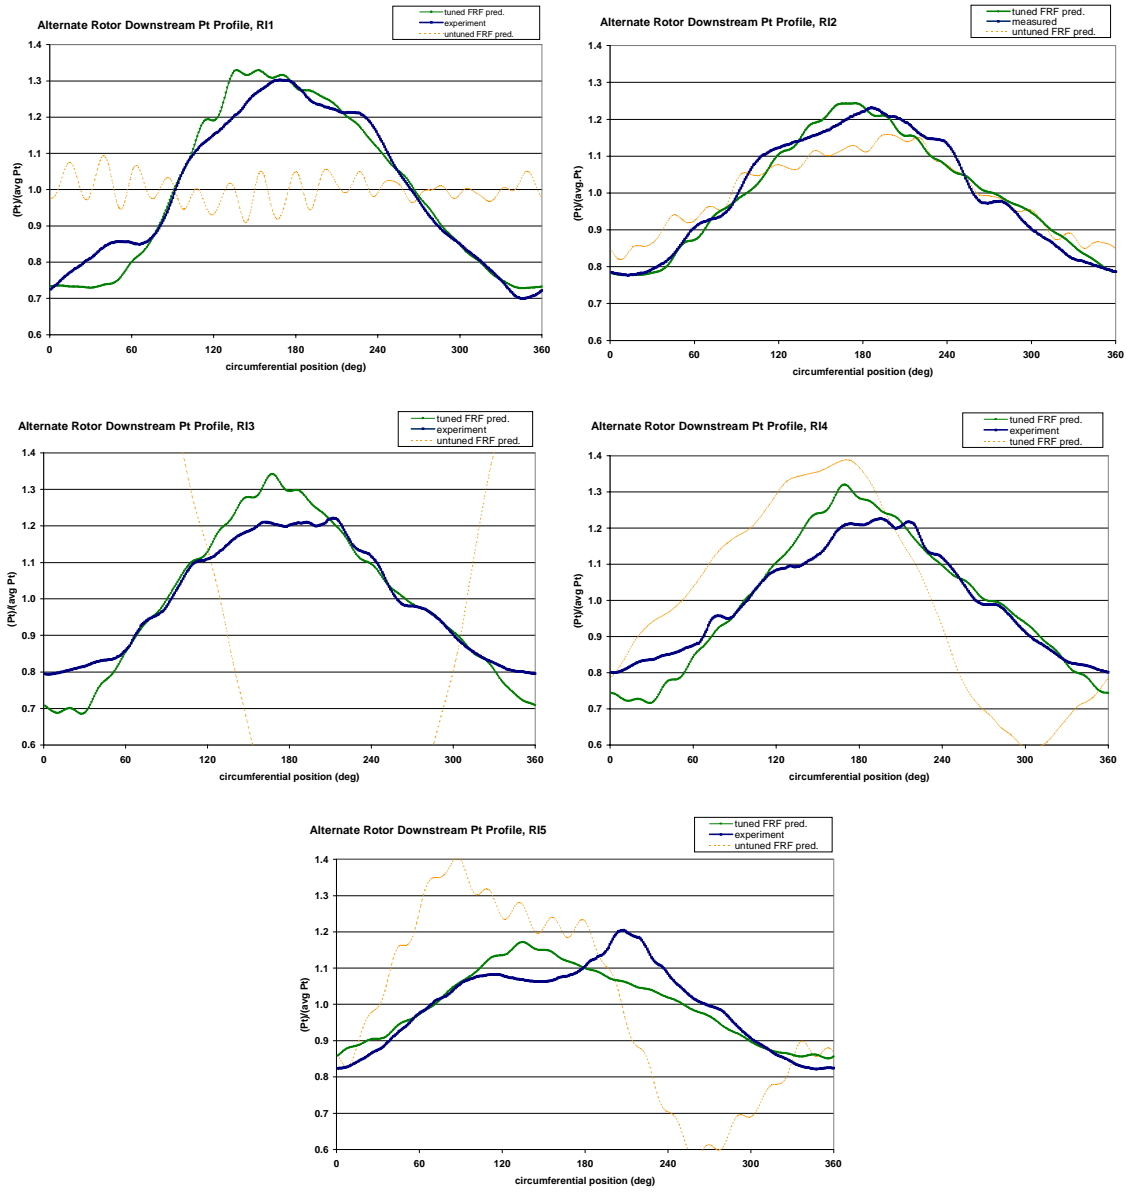 Alternate Rotor Downstream Pt Profile, RI1
tuned FRF pred.
experiment
untuned FRF pred.
(Pt)/(avg Pt)
1.4
1.3
1.2
1.1
1.0
0.9
0.8
0.7
0.6
0 60 120 180 240 300 360
circumferential position (deg)
Alternate Rotor Downstream Pt Profile, RI2
tuned FRF pred.
measured
untuned FRF pred.
(Pt)/(avg Pt)
1.4
1.3
1.2
1.1
1.0
0.9
0.8
0.7
0.6
0 60 120 180 240 300 360
circumferential position (deg)
Alternate Rotor Downstream Pt Profile, RI3
tuned FRF pred.
experiment
untuned FRF pred.
(Pt)/(avg Pt)
1.4
1.3
1.2
1.1
1.0
0.9
0.8
0.7
0.6
0 60 120 180 240 300 360
circumferential position (deg)
Alternate Rotor Downstream Pt Profile, RI4
tuned FRF pred.
experiment
tuned FRF pred.
(Pt)/(avg Pt)
1.4
1.3
1.2
1.1
1.0
0.9
0.8
0.7
0.6
0 60 120 180 240 300 360
circumferential position (deg)
Alternate Rotor Downstream Pt Profile, RI5
tuned FRF pred.
experiment
untuned FRF pred.
(Pt)/(avg Pt)
1.4
1.3
1.2
1.1
1.0
0.9
0.8
0.7
0.6
0 60 120 180 240 300 360
circumferential position (deg)